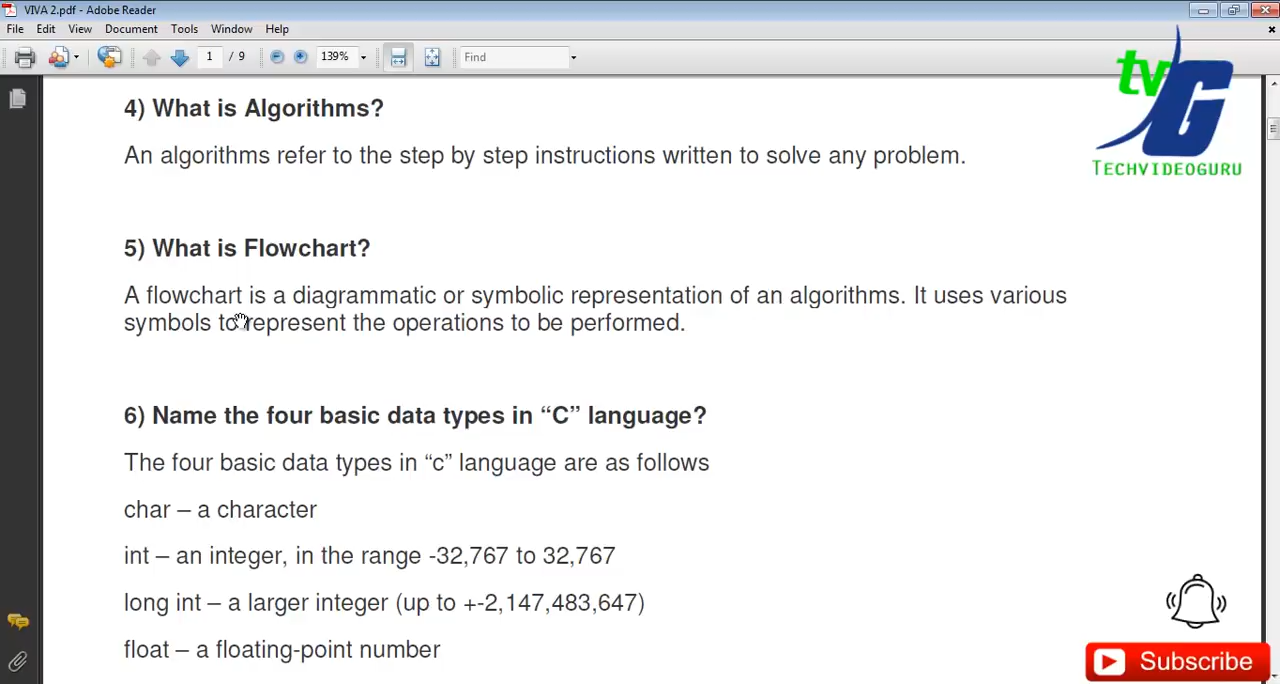 VIVA 2.pdf - Adobe Reader
File Edit View Document Tools Window Help
1 / 9 139% Find
tvG
TECHVIDEOGURU
4) What is Algorithms?
An algorithms refer to the step by step instructions written to solve any problem.
5) What is Flowchart?
A flowchart is a diagrammatic or symbolic representation of an algorithms. It uses various
symbols to represent the operations to be performed.
6) Name the four basic data types in “C” language?
The four basic data types in “c” language are as follows
char – a character
int – an integer, in the range -32,767 to 32,767
long int – a larger integer (up to +-2,147,483,647)
float – a floating-point number
Subscribe